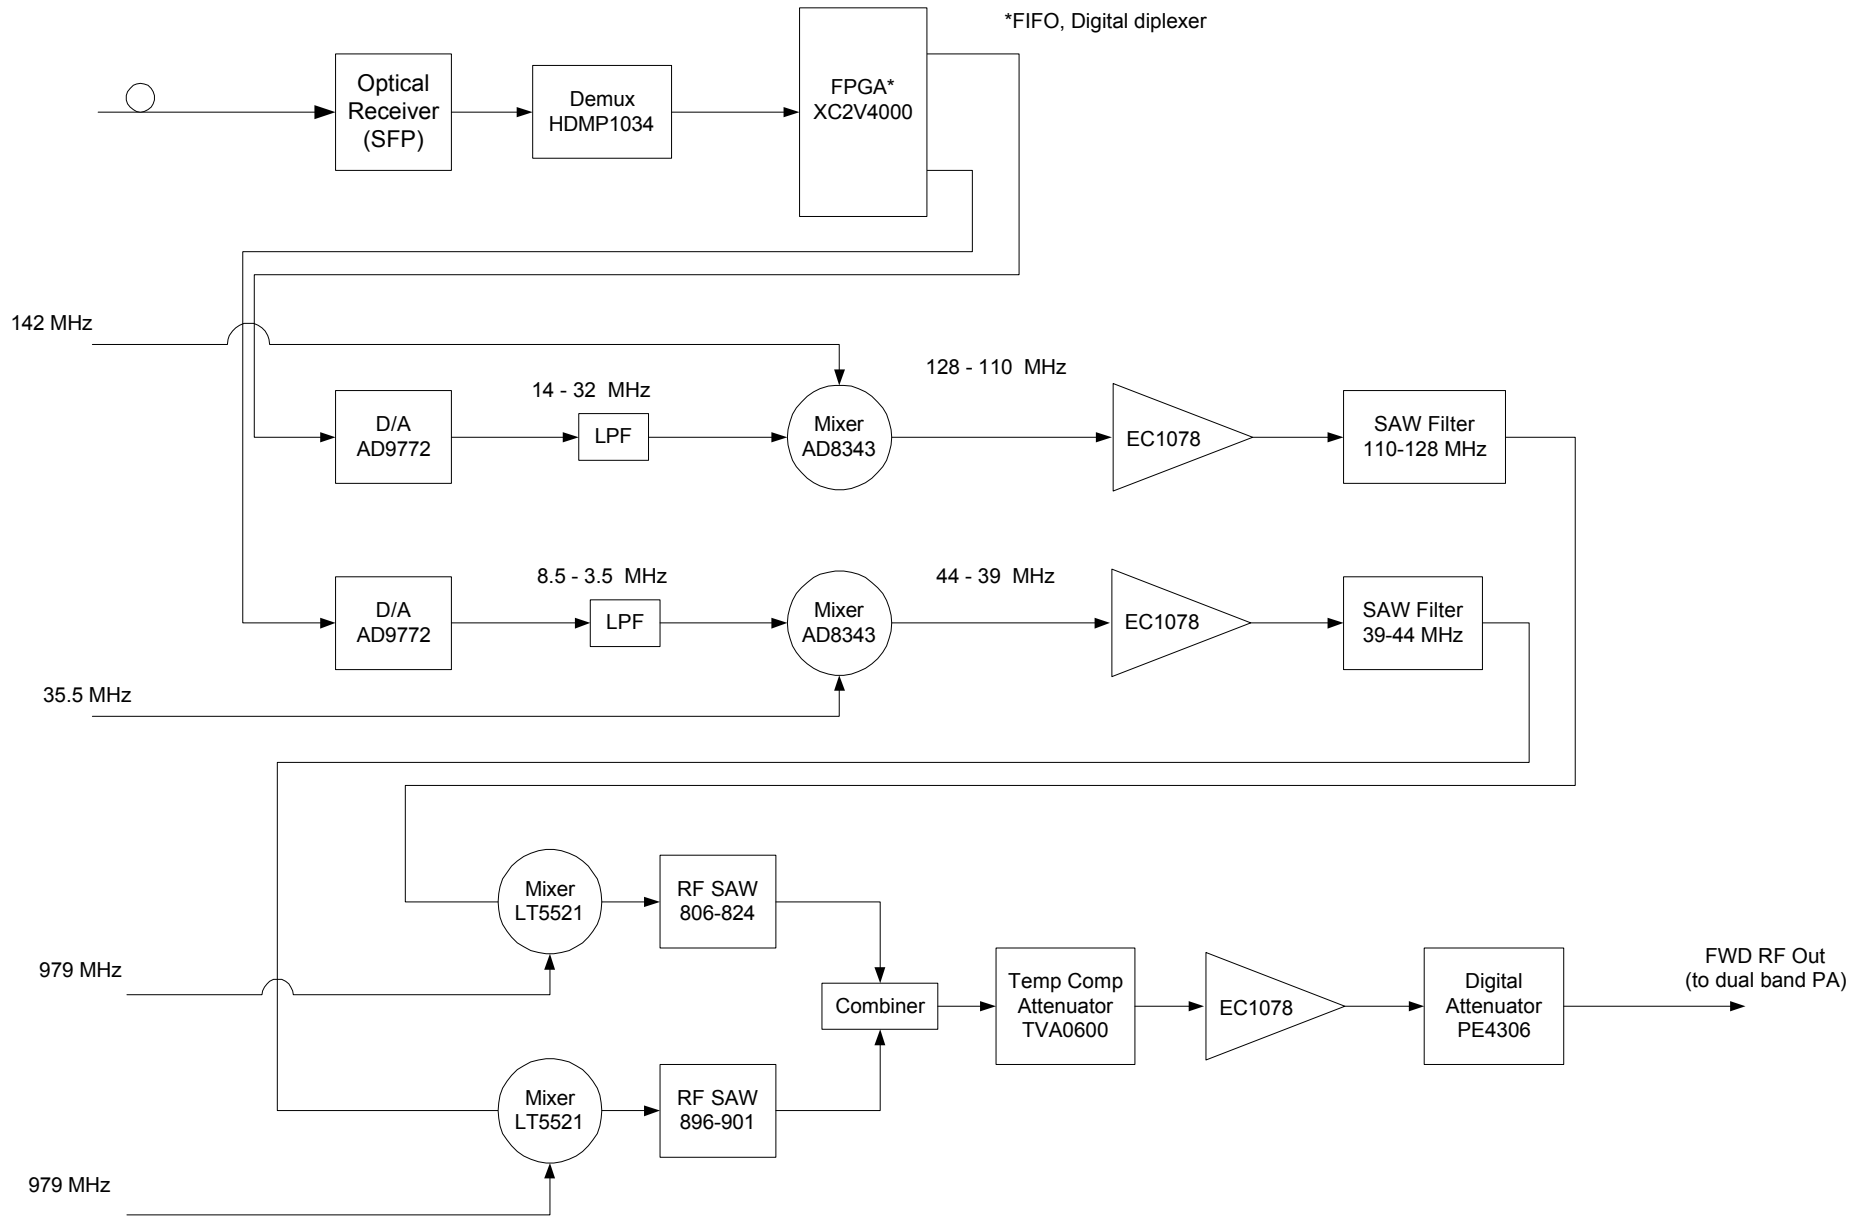 *FIFO, Digital diplexer
Optical
Receiver
(SFP)
Demux
HDMP1034
FPGA*
XC2V4000
142 MHz
128 - 110 MHz
14 - 32 MHz
D/A
AD9772
LPF
Mixer
AD8343
EC1078
SAW Filter
110-128 MHz
8.5 - 3.5 MHz
44 - 39 MHz
D/A
AD9772
LPF
Mixer
AD8343
EC1078
SAW Filter
39-44 MHz
35.5 MHz
Mixer
LT5521
RF SAW
806-824
979 MHz
Combiner
Temp Comp
Attenuator
TVA0600
EC1078
Digital
Attenuator
PE4306
FWD RF Out
(to dual band PA)
Mixer
LT5521
RF SAW
896-901
979 MHz